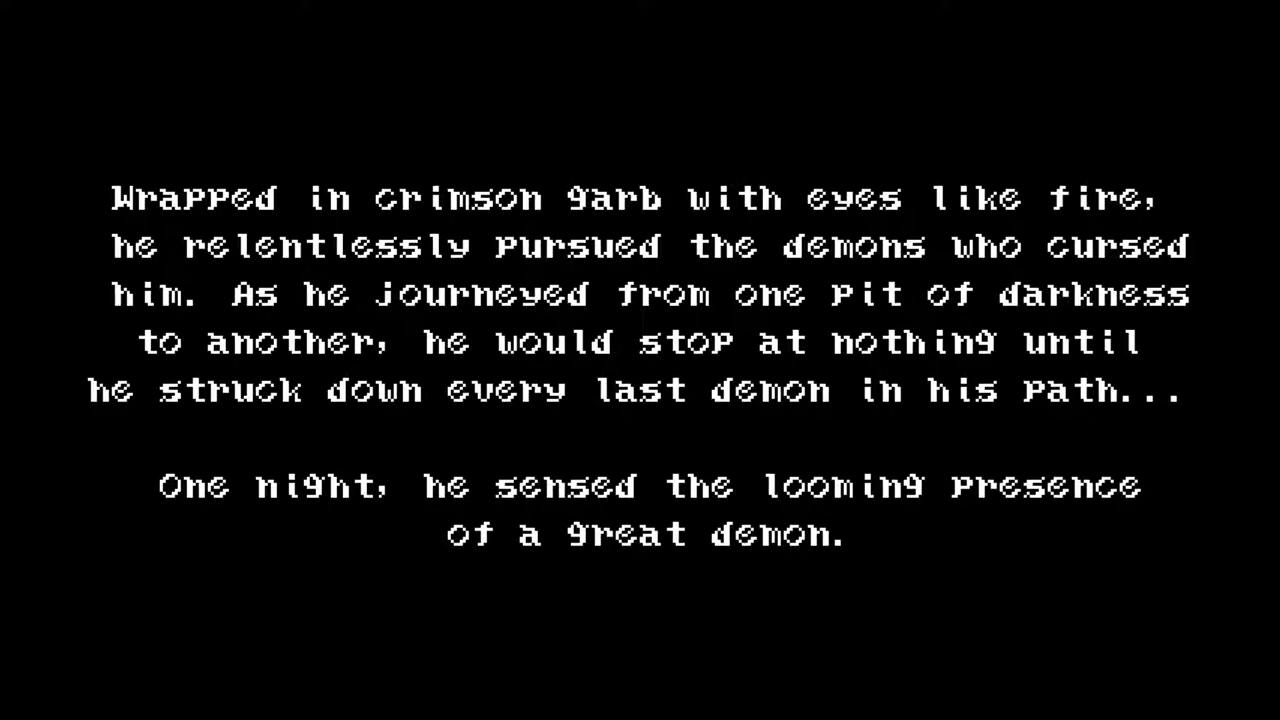 Wrapped in crimson garb with eyes like fire,
he relentlessly pursued the demons who cursed
him. As he journeyed from one pit of darkness
to another, he would stop at nothing until
he struck down every last demon in his path...
One night, he sensed the looming presence
of a great demon.